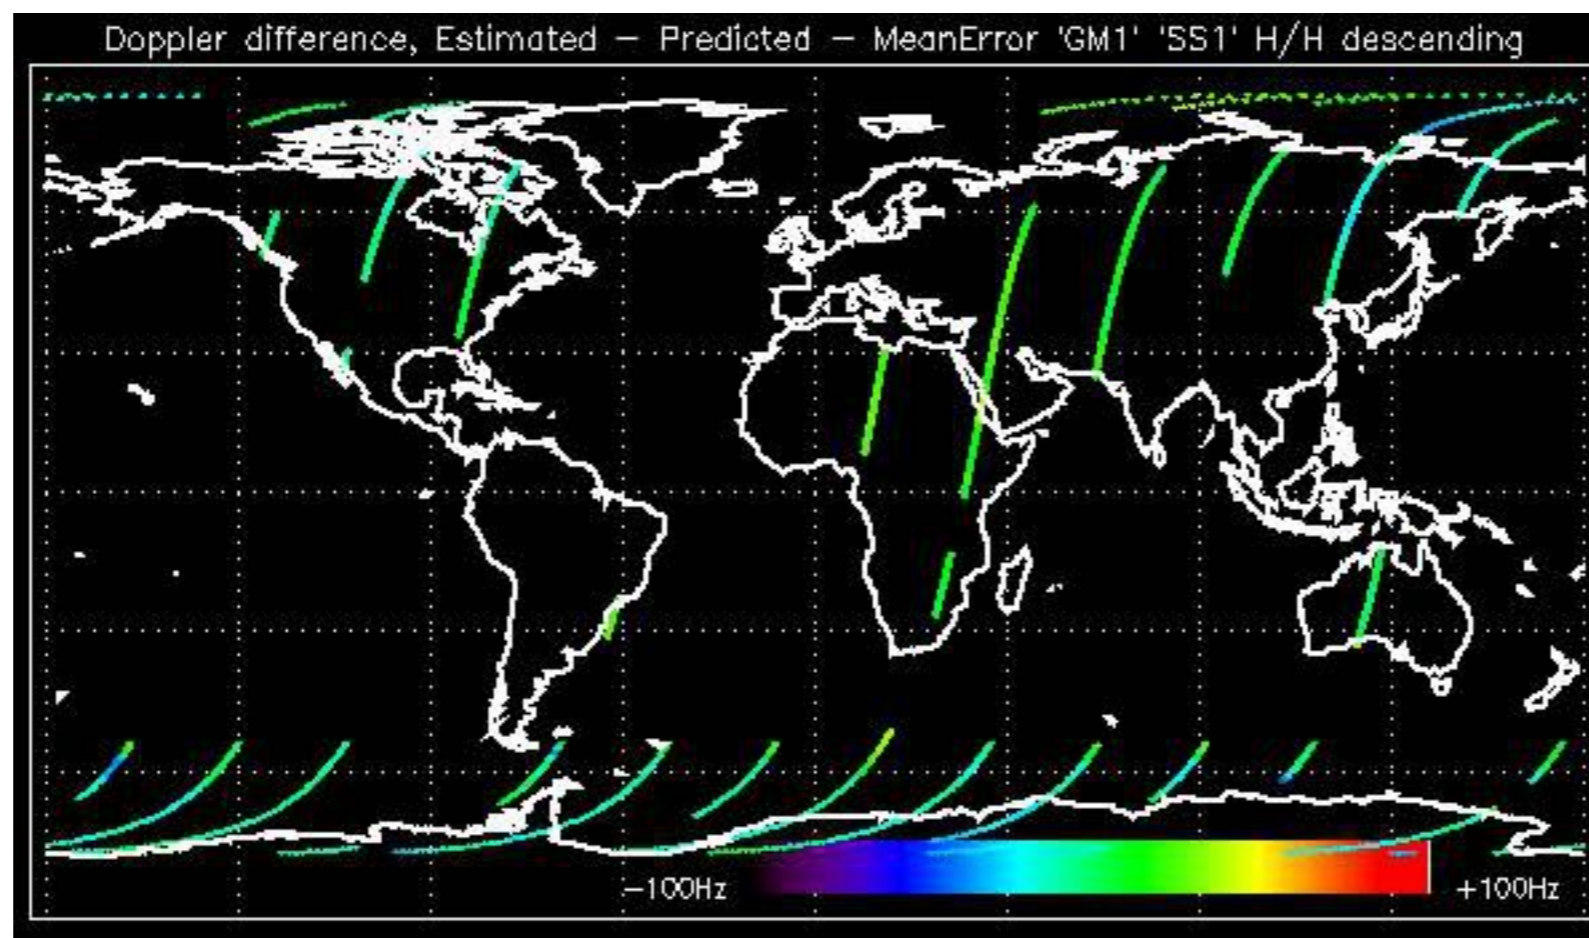 Doppler difference, Estimated – Predicted – MeanError 'GM1' 'SS1' H/H descending
–100Hz +100Hz